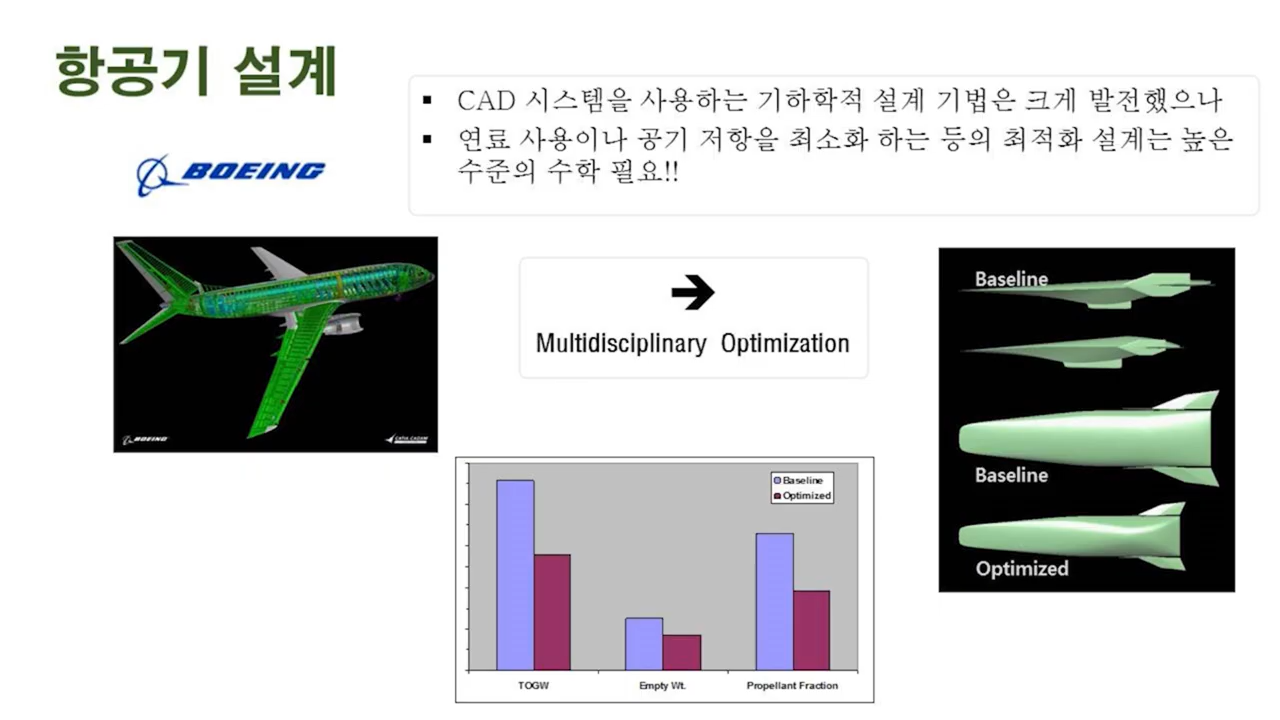 항공기 설계
▪ CAD 시스템을 사용하는 기하학적 설계 기법은 크게 발전했으나
▪ 연료 사용이나 공기 저항을 최소화 하는 등의 최적화 설계는 높은
수준의 수학 필요!!
BOEING
BOEING
CATIA.CADAM
➔
Multidisciplinary Optimization
Baseline
Baseline
Optimized
Baseline
Optimized
TOGW
Empty Wt.
Propellant Fraction